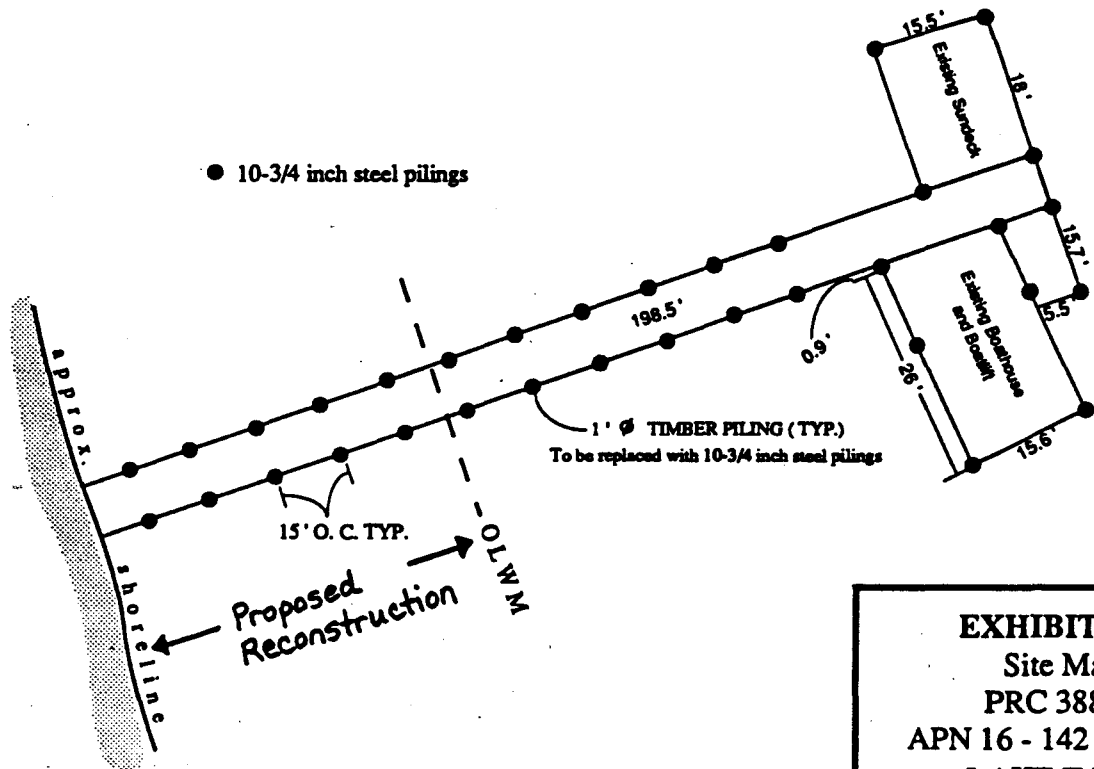 15.5'
Existing Sundeck
18'
10-3/4 inch steel pilings
15.7'
5.5'
198.5'
0.9'
Existing Boathouse
and Boatlift
26'
15.6'
1' Ø TIMBER PILING (TYP.)
To be replaced with 10-3/4 inch steel pilings
15' O. C. TYP.
approx.
shoreline
OLWM
Proposed
Reconstruction
EXHIBIT
Site Ma
PRC 388
APN 16 - 142